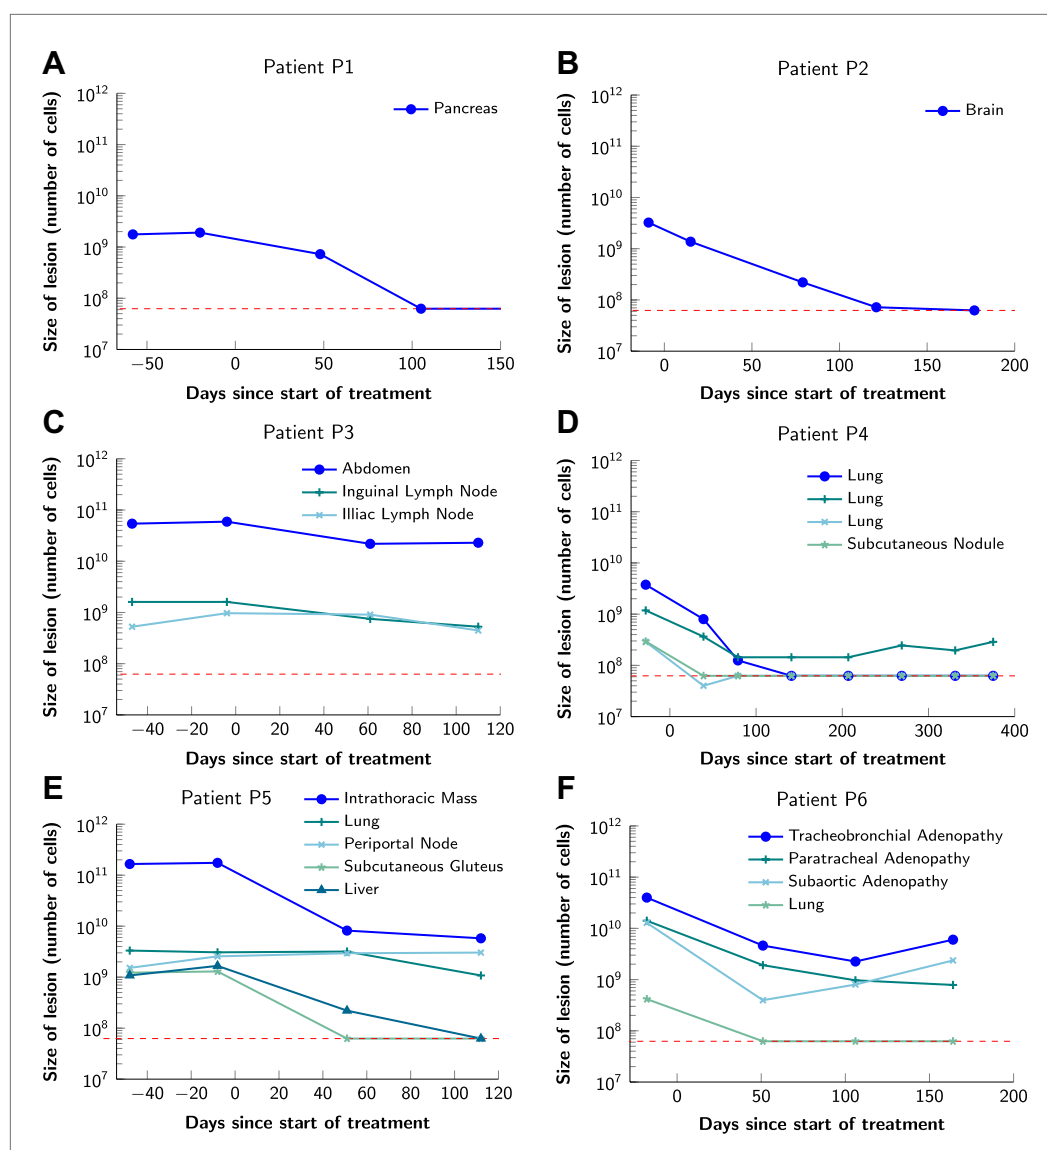 A
Patient P1
Size of lesion (number of cells)
10^12
10^11
10^10
10^9
10^8
10^7
Pancreas
−50 0 50 100 150
Days since start of treatment
B
Patient P2
Size of lesion (number of cells)
10^12
10^11
10^10
10^9
10^8
10^7
Brain
0 50 100 150 200
Days since start of treatment
C
Patient P3
Size of lesion (number of cells)
10^12
10^11
10^10
10^9
10^8
10^7
Abdomen
Inguinal Lymph Node
Illiac Lymph Node
−40 −20 0 20 40 60 80 100 120
Days since start of treatment
D
Patient P4
Size of lesion (number of cells)
10^12
10^11
10^10
10^9
10^8
10^7
Lung
Lung
Lung
Subcutaneous Nodule
0 100 200 300 400
Days since start of treatment
E
Patient P5
Size of lesion (number of cells)
10^12
10^11
10^10
10^9
10^8
10^7
Intrathoracic Mass
Lung
Periportal Node
Subcutaneous Gluteus
Liver
−40 −20 0 20 40 60 80 100 120
Days since start of treatment
F
Patient P6
Size of lesion (number of cells)
10^12
10^11
10^10
10^9
10^8
10^7
Tracheobronchial Adenopathy
Paratracheal Adenopathy
Subaortic Adenopathy
Lung
0 50 100 150 200
Days since start of treatment